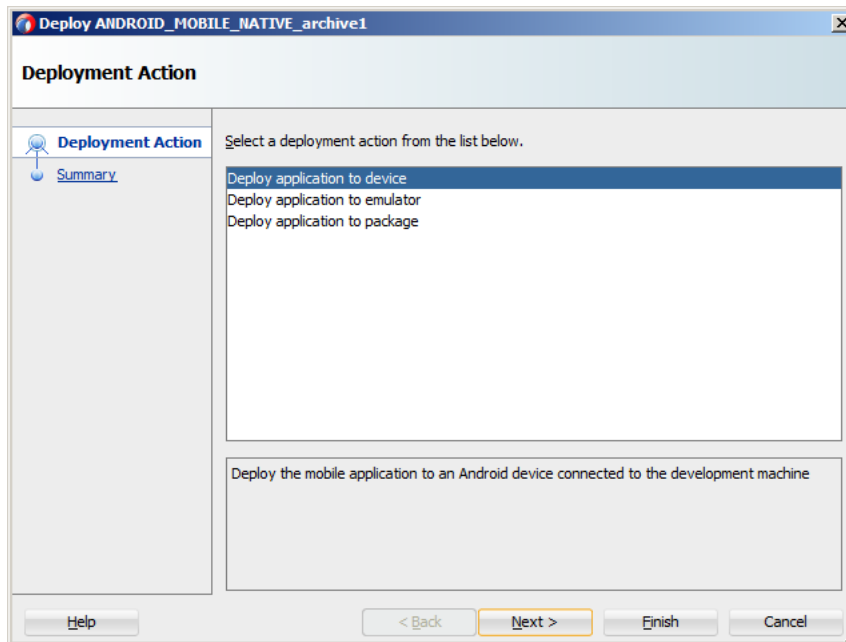 Deploy ANDROID_MOBILE_NATIVE_archive1
Deployment Action
Deployment Action
Summary
Select a deployment action from the list below.
Deploy application to device
Deploy application to emulator
Deploy application to package
Deploy the mobile application to an Android device connected to the development machine
Help
< Back
Next >
Finish
Cancel